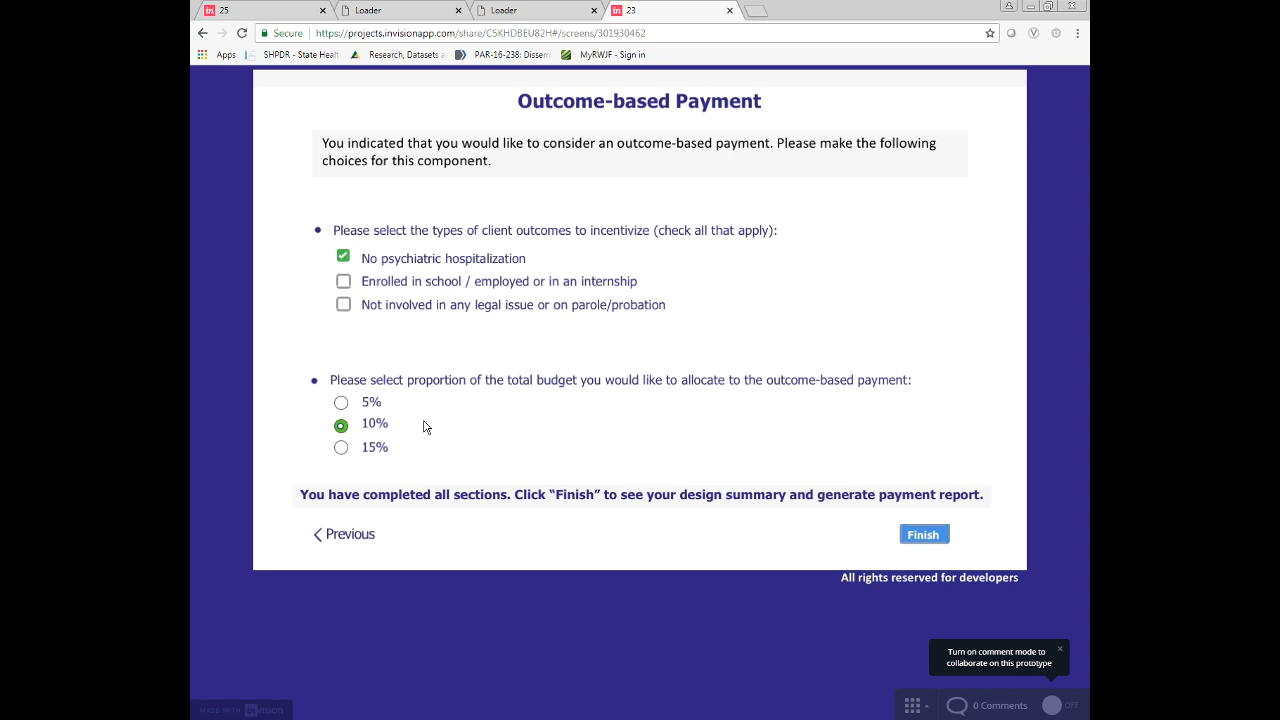 25
Loader
Loader
23
Secure
https://projects.invisionapp.com/share/C5KHDBEU82H#/screens/301930462
Apps
SHPDR - State Healt
Research, Datasets a
PAR-16-238: Dissem
MyRWJF - Sign in
Outcome-based Payment
You indicated that you would like to consider an outcome-based payment. Please make the following
choices for this component.
• Please select the types of client outcomes to incentivize (check all that apply):
No psychiatric hospitalization
Enrolled in school / employed or in an internship
Not involved in any legal issue or on parole/probation
• Please select proportion of the total budget you would like to allocate to the outcome-based payment:
5%
10%
15%
You have completed all sections. Click “Finish” to see your design summary and generate payment report.
Previous
Finish
All rights reserved for developers
Turn on comment mode to
collaborate on this prototype
0 Comments
OFF
MADE WITH invision